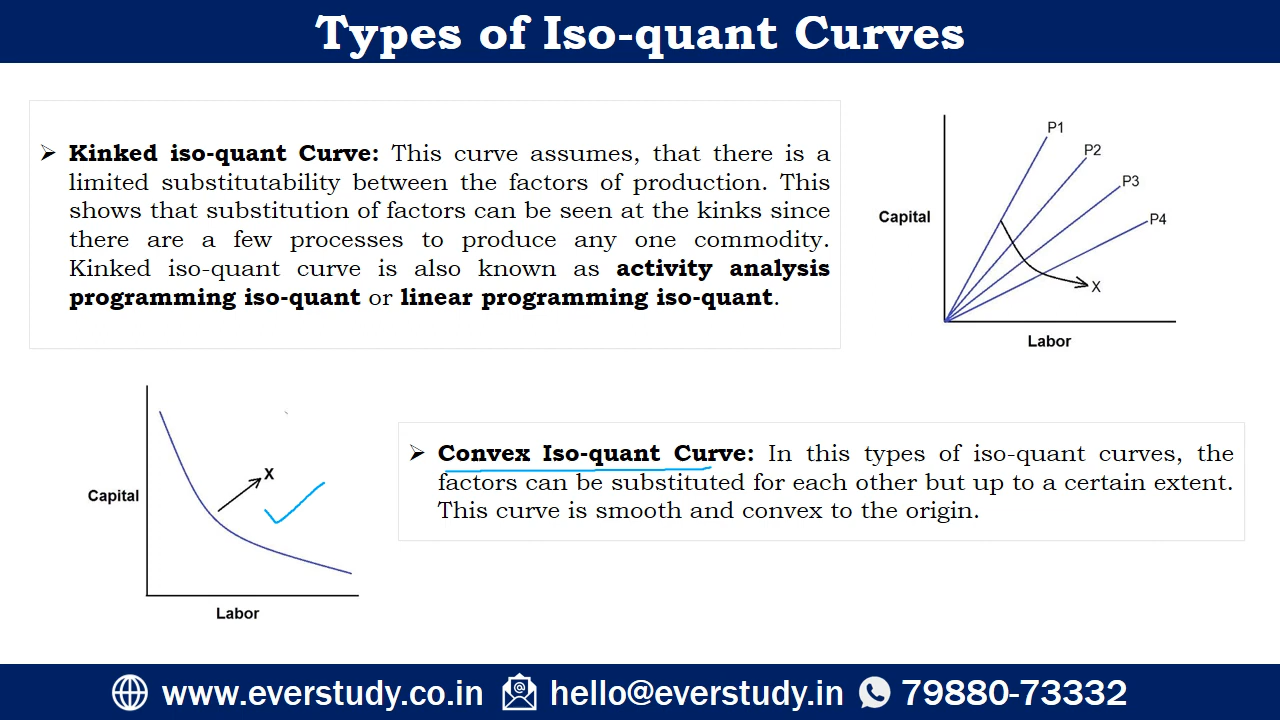 Types of Iso-quant Curves
➢ Kinked iso-quant Curve: This curve assumes, that there is a
limited substitutability between the factors of production. This
shows that substitution of factors can be seen at the kinks since
there are a few processes to produce any one commodity.
Kinked iso-quant curve is also known as activity analysis
programming iso-quant or linear programming iso-quant.
P1
P2
P3
P4
Capital
X
Labor
X
Capital
Labor
➢ Convex Iso-quant Curve: In this types of iso-quant curves, the
factors can be substituted for each other but up to a certain extent.
This curve is smooth and convex to the origin.
www.everstudy.co.in hello@everstudy.in 79880-73332